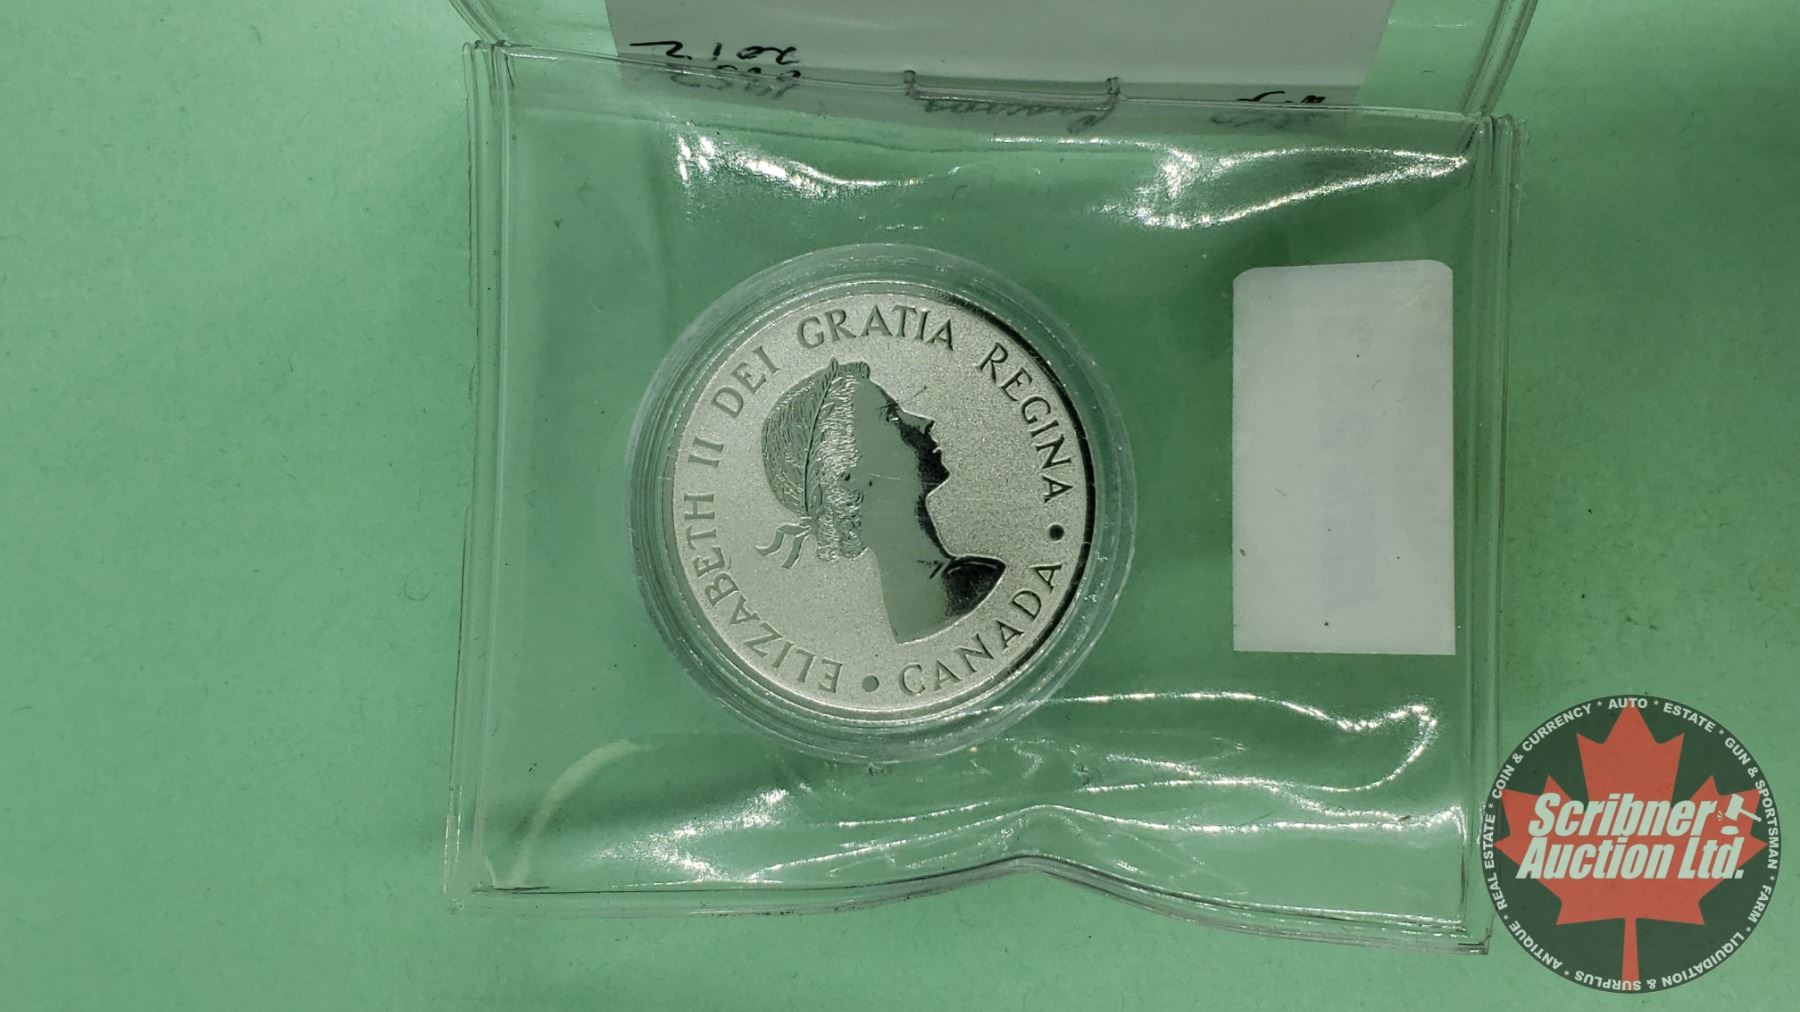 2012
ELIZABETH II DEI GRATIA REGINA • CANADA •
COIN & CURRENCY * AUTO * ESTATE * GUN & SPORTSMAN * FARM * LIQUIDATION & SURPLUS * ANTIQUE * REAL ESTATE *
Scribner
Auction Ltd.